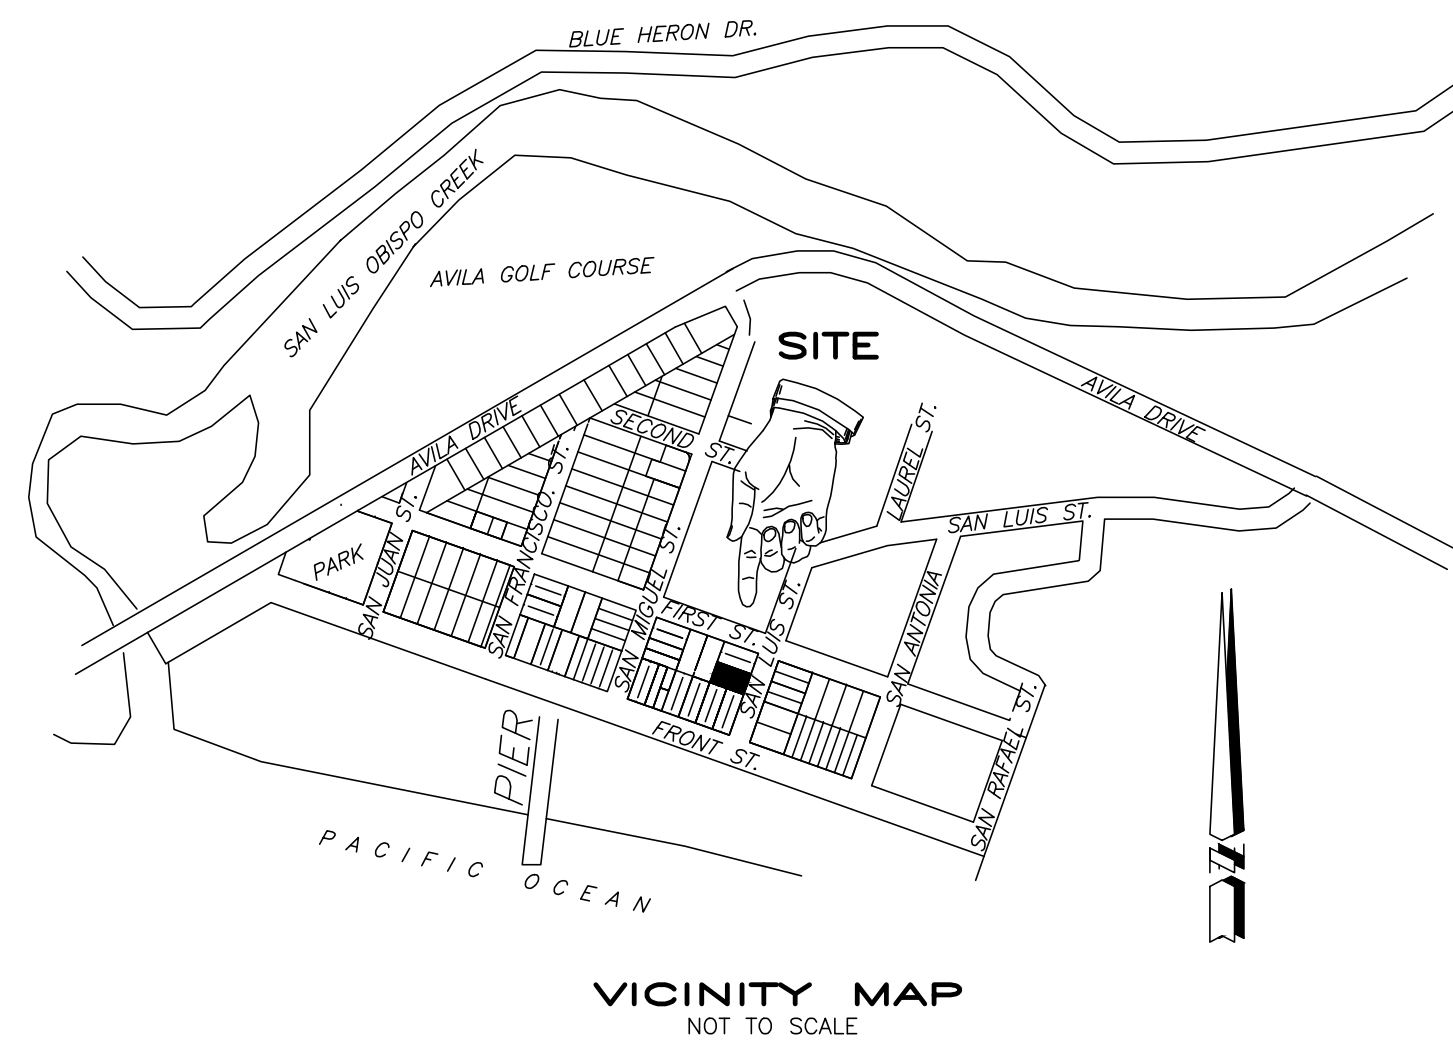 BLUE HERON DR.
SAN LUIS OBISPO CREEK
AVILA GOLF COURSE
SITE
AVILA DRIVE
AVILA DRIVE
SECOND ST.
LAUREL ST.
SAN LUIS ST.
PARK
SAN JUAN ST.
SAN FRANCISCO. ST.
SAN MIGUEL ST.
FIRST ST.
SAN LUIS ST.
SAN ANTONIA
SAN RAFAEL ST.
FRONT ST.
PIER
PACIFIC OCEAN
N
VICINITY MAP
NOT TO SCALE